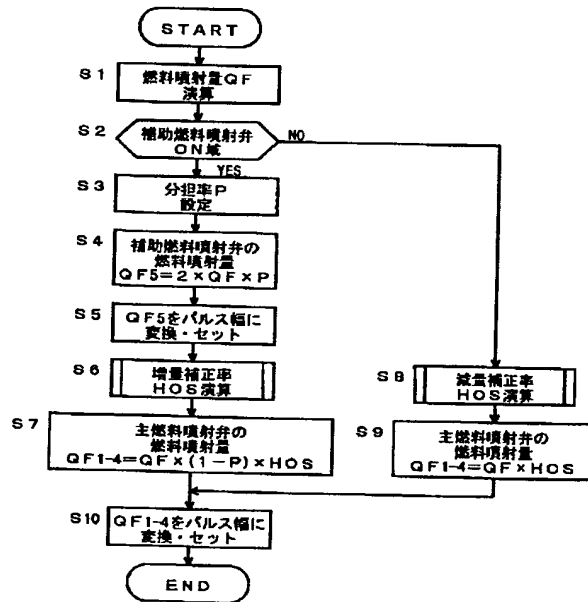 START
S1
燃料噴射量QF
演算
S2
補助燃料噴射弁
ON域
NO
YES
S3
分担率P
設定
S4
補助燃料噴射弁の
燃料噴射量
QF5=2×QF×P
S5
QF5をパルス幅に
変換・セット
S6
増量補正率
HOS演算
S8
減量補正率
HOS演算
S7
主燃料噴射弁の
燃料噴射量
QF1-4=QF×(1-P)×HOS
S9
主燃料噴射弁の
燃料噴射量
QF1-4=QF×HOS
S10
QF1-4をパルス幅に
変換・セット
END